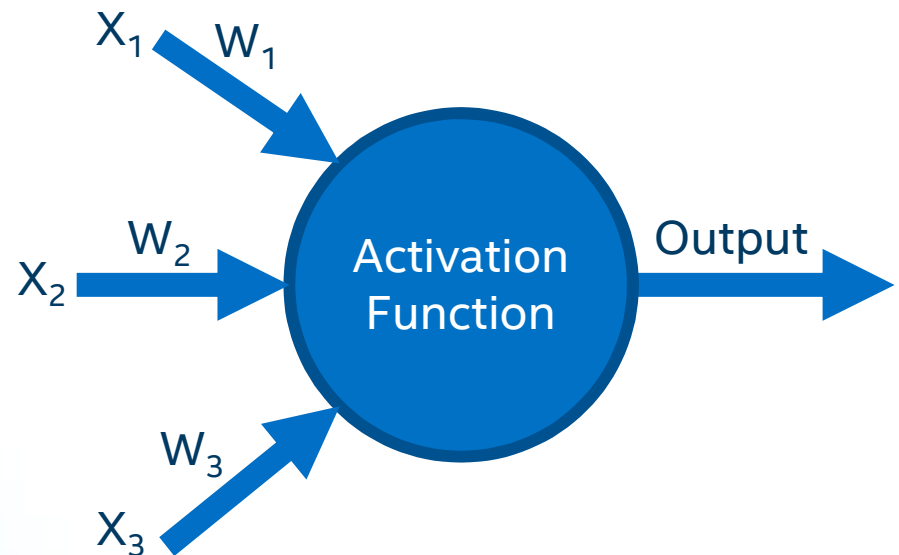 X₁
W₁
W₂
X₂
Activation
Function
Output
W₃
X₃